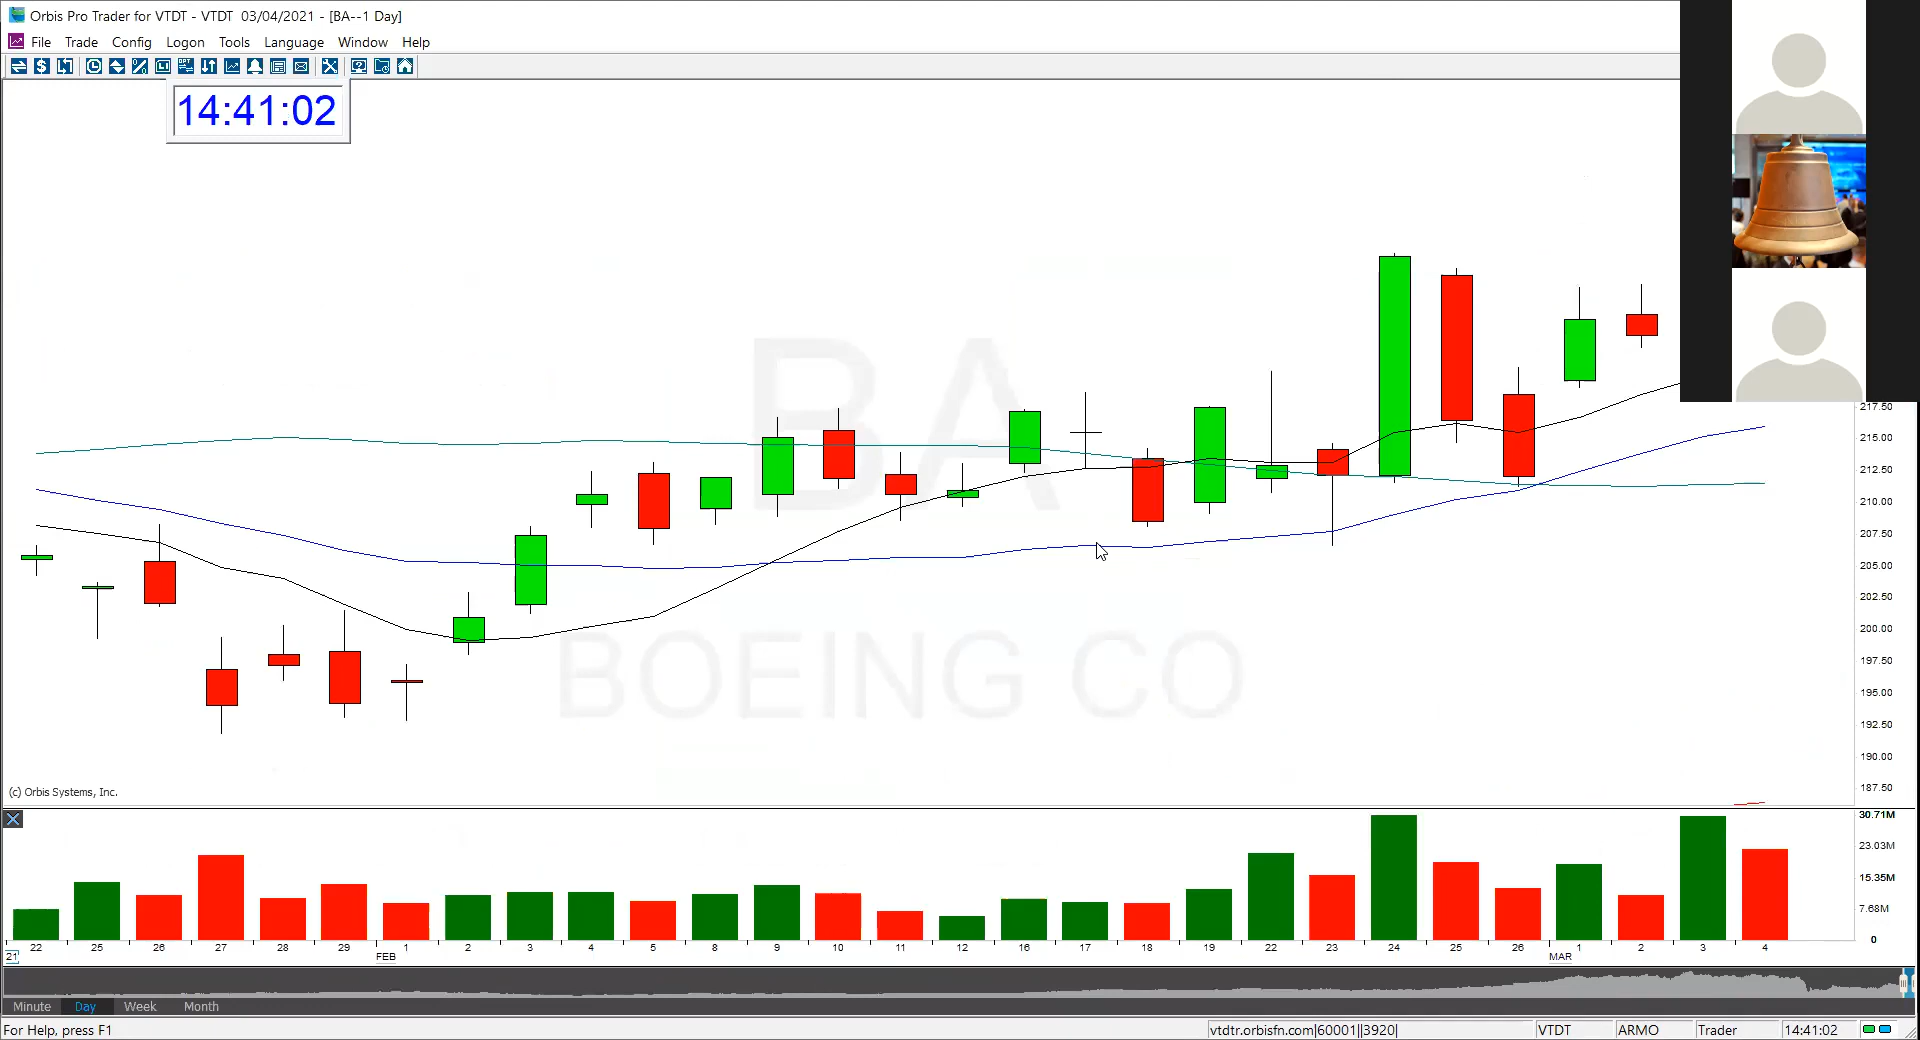 Orbis Pro Trader for VTDT - VTDT 03/04/2021 - [BA--1 Day]
File Trade Config Logon Tools Language Window Help
14:41:02
BA
BOEING CO
217.50
215.00
212.50
210.00
207.50
205.00
202.50
200.00
197.50
195.00
192.50
190.00
187.50
(c) Orbis Systems, Inc.
30.71M
23.03M
15.35M
7.68M
0
22 25 26 27 28 29 1 2 3 4 5 8 9 10 11 12 16 17 18 19 22 23 24 25 26 1 2 3 4
21 FEB MAR
Minute Day Week Month
For Help, press F1 vtdtr.orbisfn.com|60001||3920| VTDT ARMO Trader 14:41:02